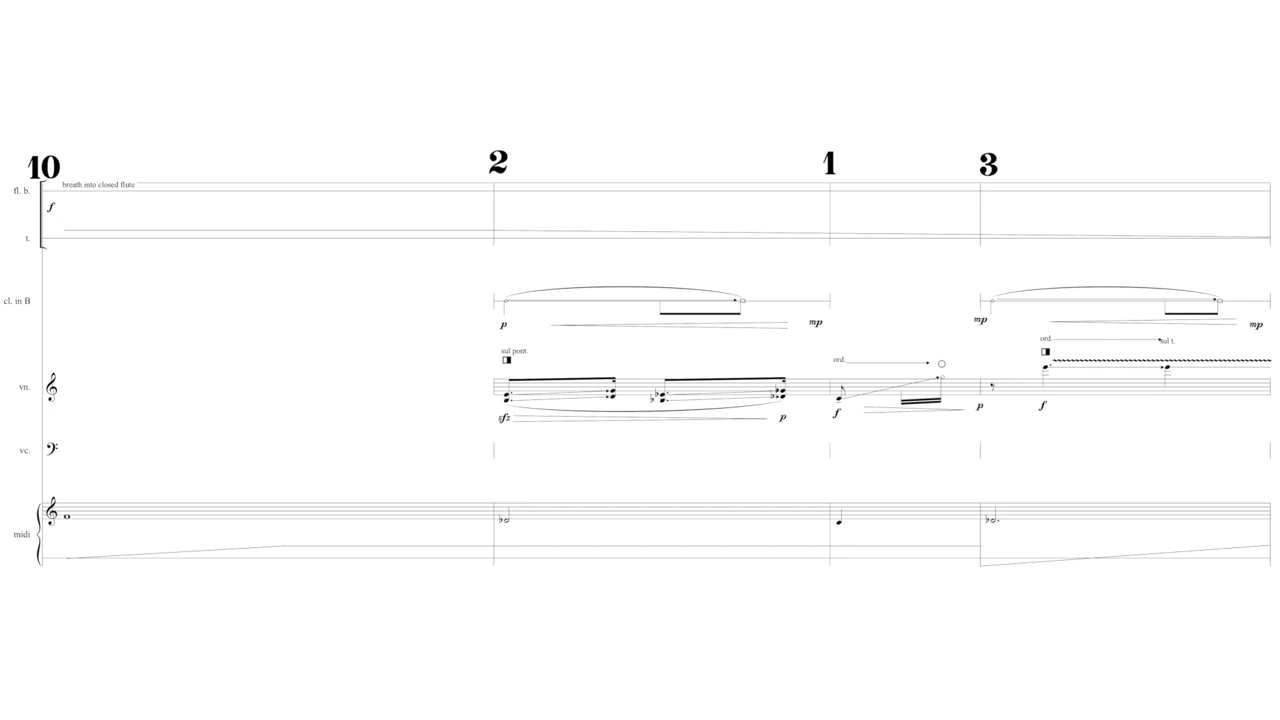 10 2 1 3
fl. b.
breath into closed flute
f
t.
cl. in B
p mp mp mp
ord. sul t.
sul pont. ord.
vn.
sfz p f p f
vc.
midi